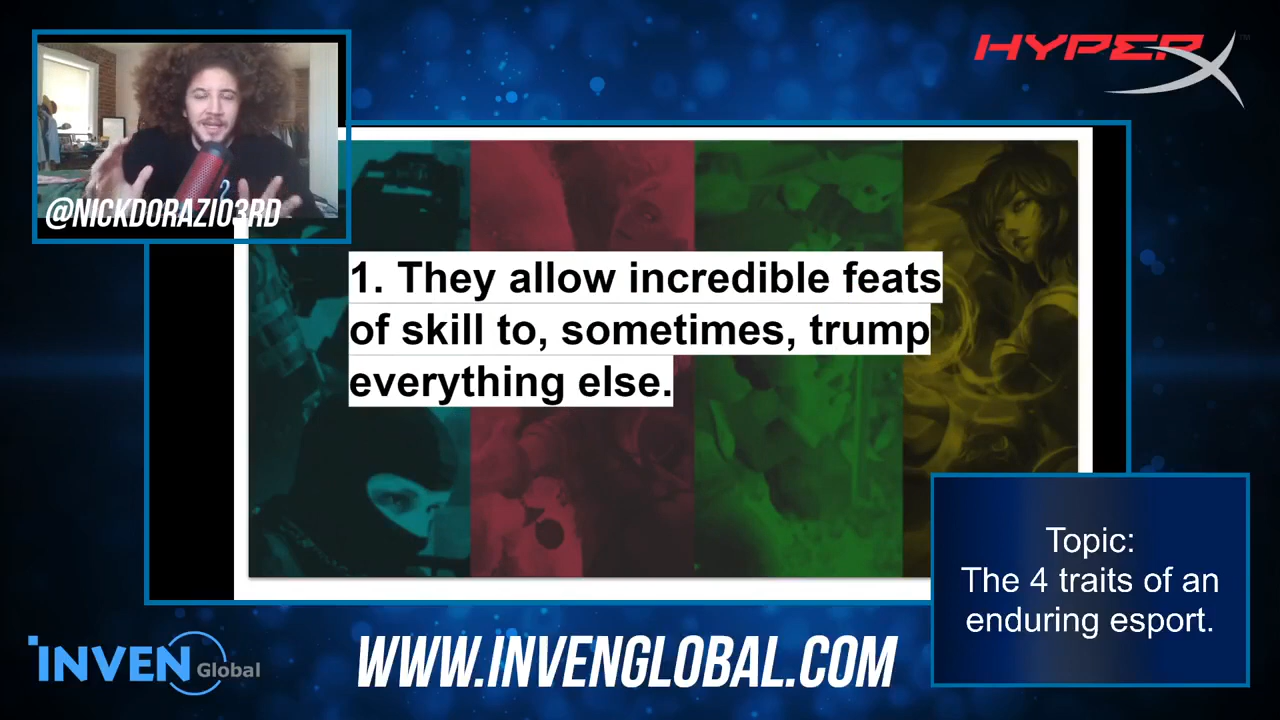 HYPERX
@NICKDORAZIO3RD
1. They allow incredible feats
of skill to, sometimes, trump
everything else.
Topic:
The 4 traits of an
enduring esport.
INVEN Global
WWW.INVENGLOBAL.COM